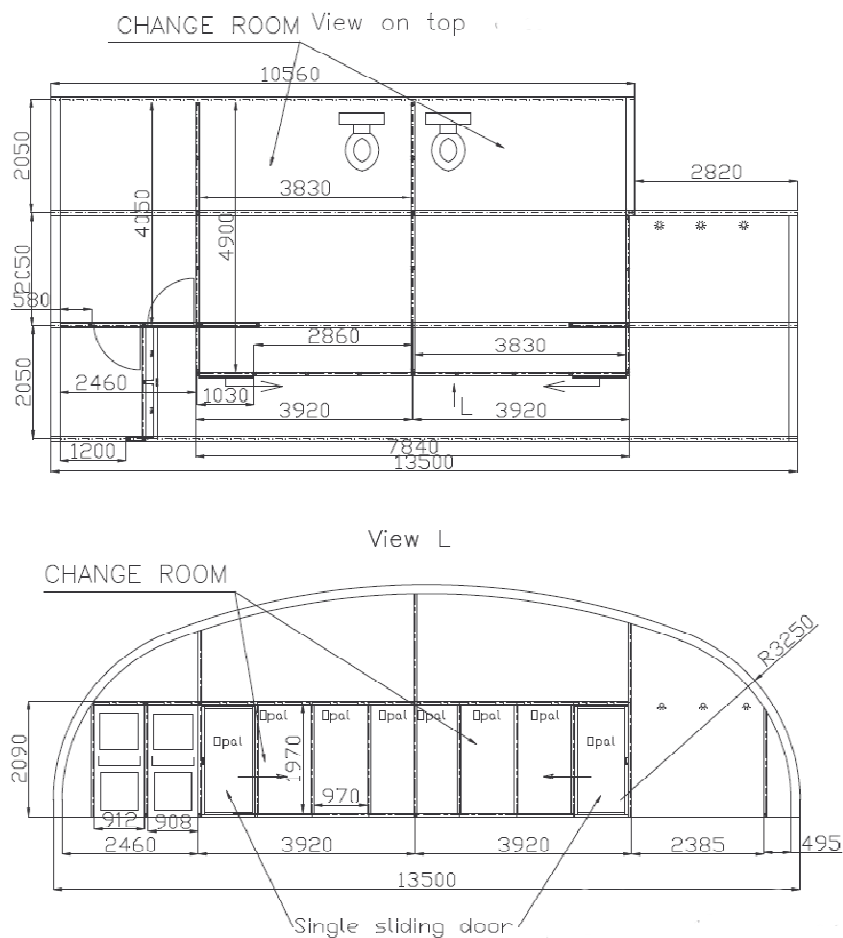 CHANGE ROOM View on top
10560
2050
2820
3830
4050
4900
2050
580
2860
3830
2050
2460
1030
L
3920
3920
1200
7840
13500
View L
CHANGE ROOM
R3250
Opal
Opal
Opal
Opal
Opal
Opal
Opal
Opal
2090
1970
970
912
908
2460
3920
3920
2385
495
13500
Single sliding door